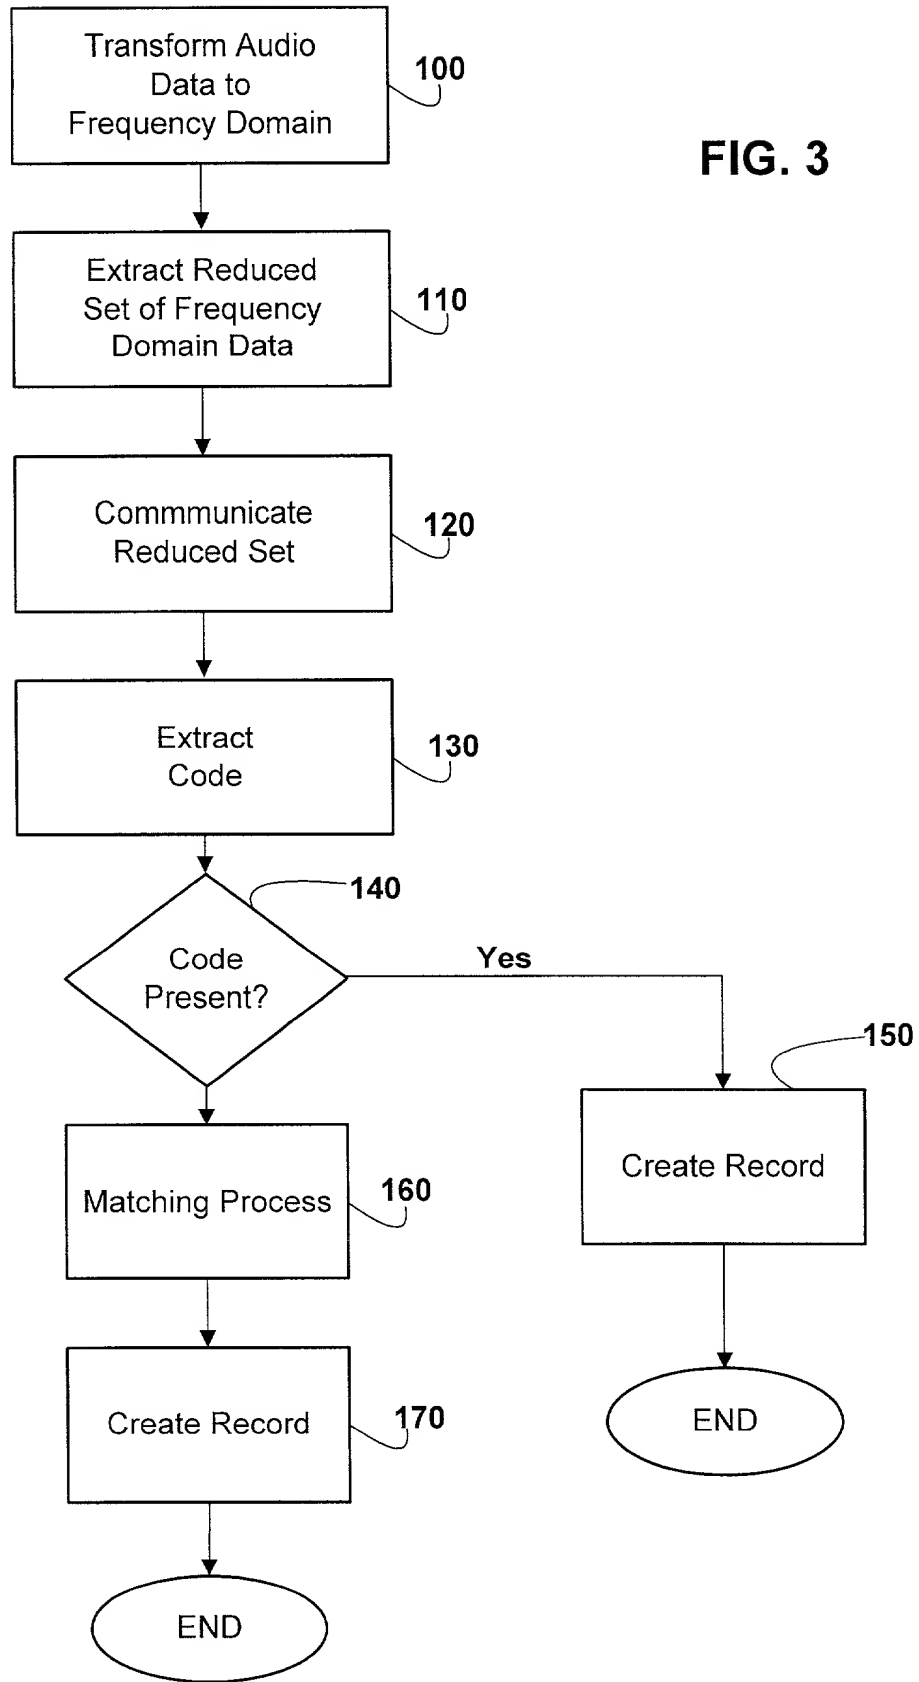 Transform Audio
Data to
Frequency Domain
100
FIG. 3
Extract Reduced
Set of Frequency
Domain Data
110
Commmunicate
Reduced Set
120
Extract
Code
130
140
Code
Present?
Yes
150
Create Record
Matching Process
160
Create Record
170
END
END